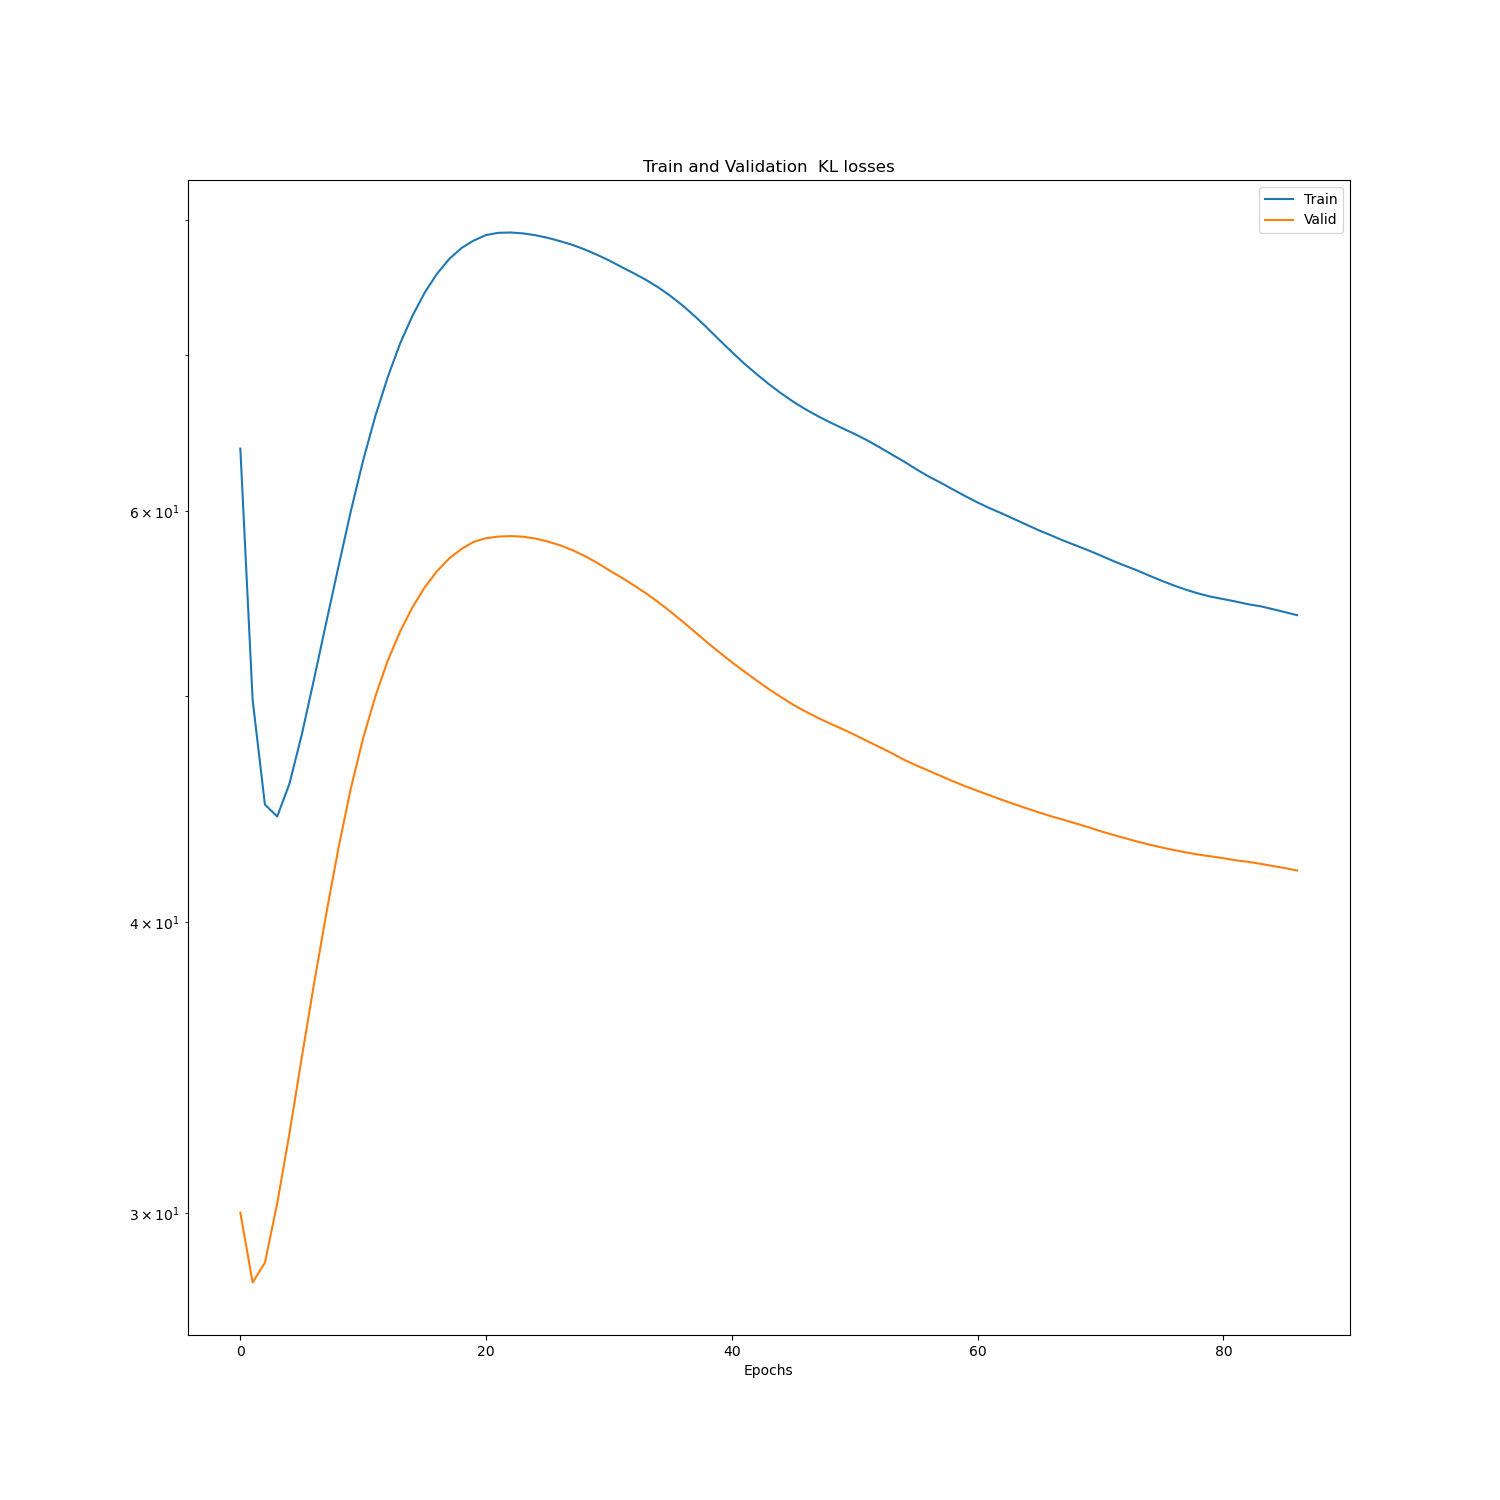 Train and Validation  KL losses
Train
Valid
6 × 10¹
4 × 10¹
3 × 10¹
0 20 40 60 80
Epochs